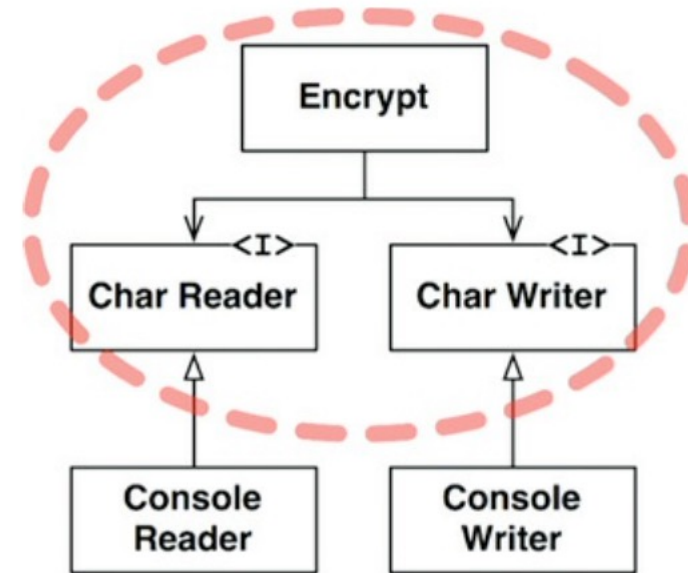 Encrypt
<I>
<I>
Char Reader
Char Writer
Console
Reader
Console
Writer